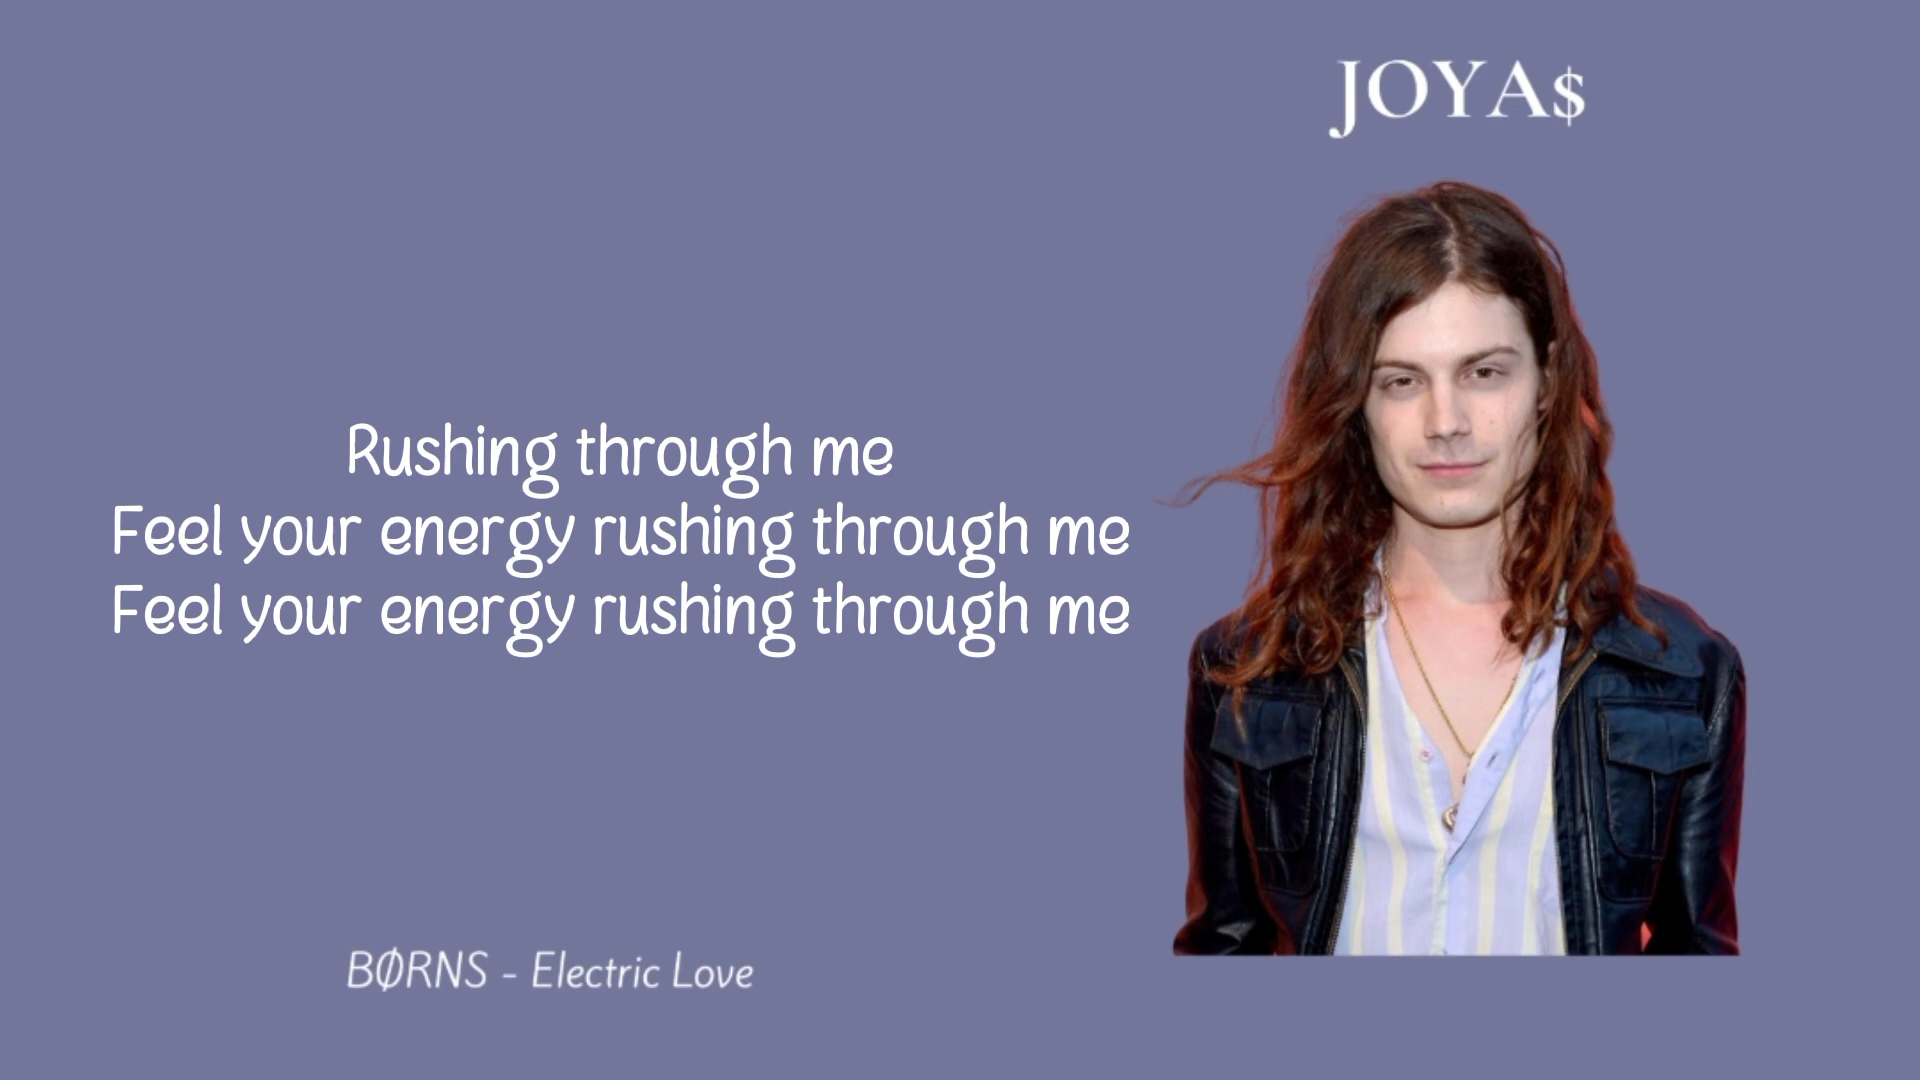 JOYA$
Rushing through me
Feel your energy rushing through me
Feel your energy rushing through me
BØRNS - Electric Love